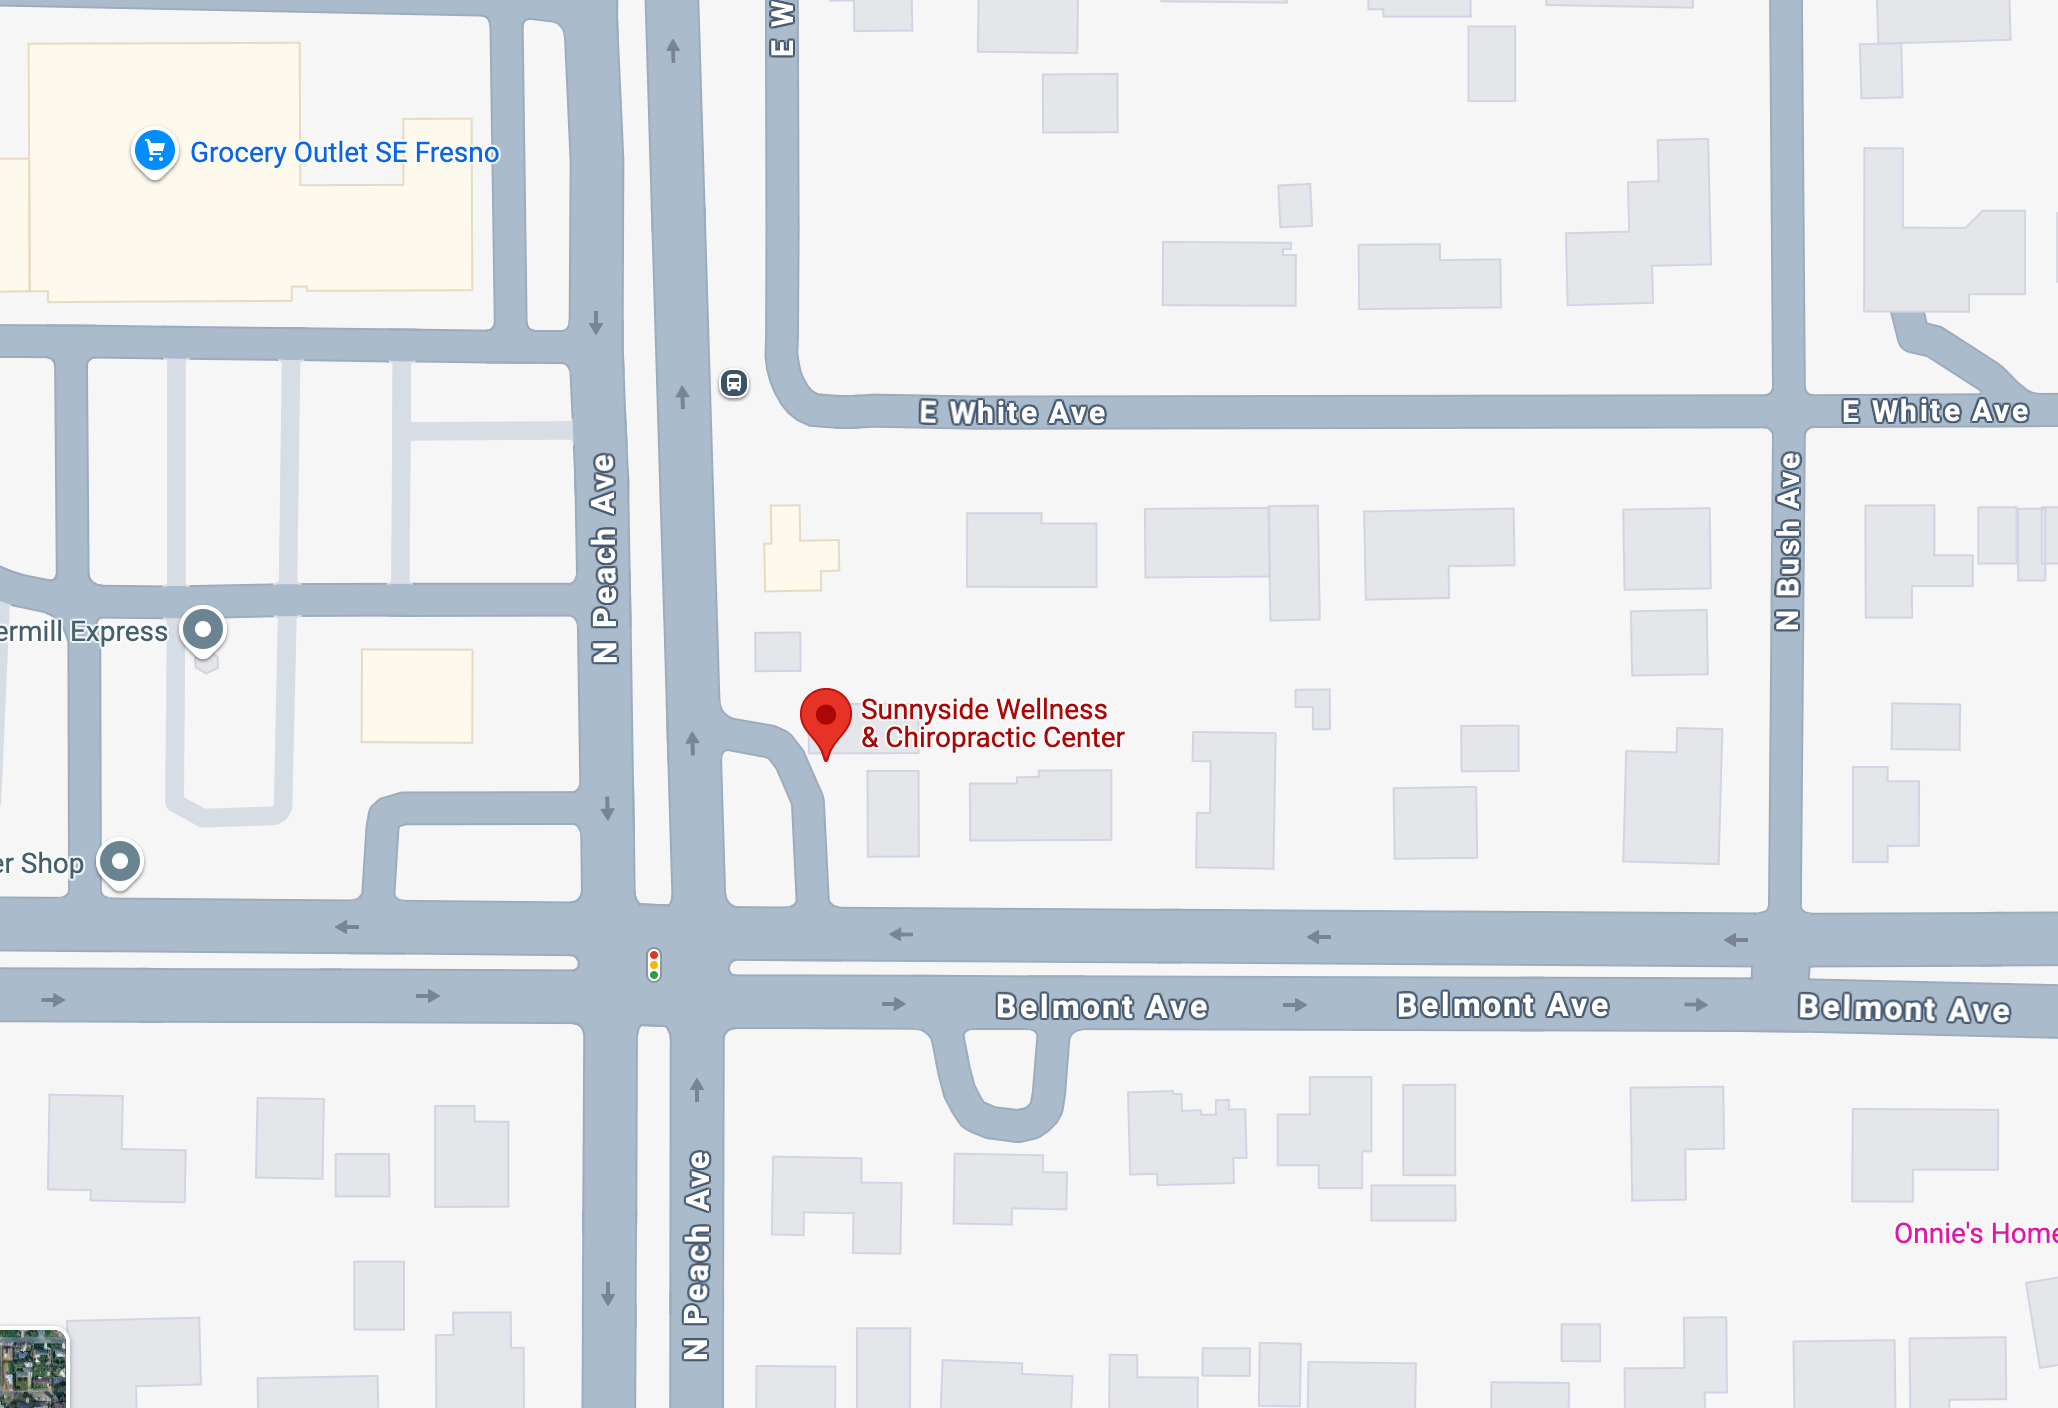 E W
Grocery Outlet SE Fresno
E White Ave
E White Ave
N Peach Ave
N Bush Ave
ermill Express
Sunnyside Wellness
& Chiropractic Center
er Shop
Belmont Ave
Belmont Ave
Belmont Ave
N Peach Ave
Onnie's Home